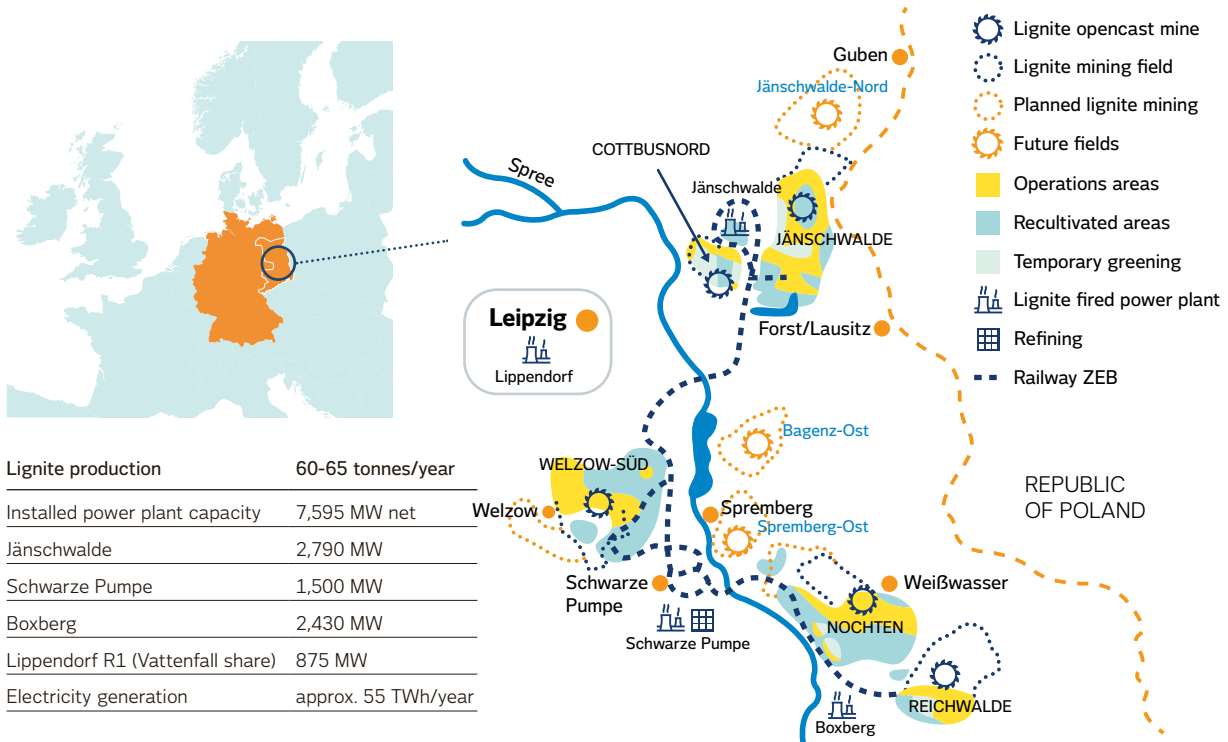 Guben
Jänschwalde-Nord
COTTBUSNORD
Spree
Jänschwalde
JÄNSCHWALDE
Leipzig
Lippendorf
Forst/Lausitz
Bagenz-Ost
WELZOW-SÜD
Welzow
Spremberg
Spremberg-Ost
REPUBLIC
OF POLAND
Schwarze
Pumpe
Weißwasser
NOCHTEN
Schwarze Pumpe
REICHWALDE
Boxberg
Lignite opencast mine
Lignite mining field
Planned lignite mining
Future fields
Operations areas
Recultivated areas
Temporary greening
Lignite fired power plant
Refining
Railway ZEB
Lignite production 60-65 tonnes/year
Installed power plant capacity 7,595 MW net
Jänschwalde 2,790 MW
Schwarze Pumpe 1,500 MW
Boxberg 2,430 MW
Lippendorf R1 (Vattenfall share) 875 MW
Electricity generation approx. 55 TWh/year